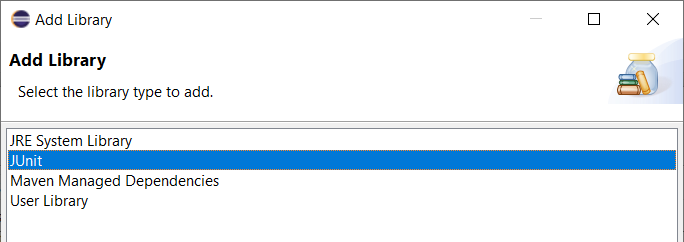 Add Library
Add Library
Select the library type to add.
JRE System Library
JUnit
Maven Managed Dependencies
User Library